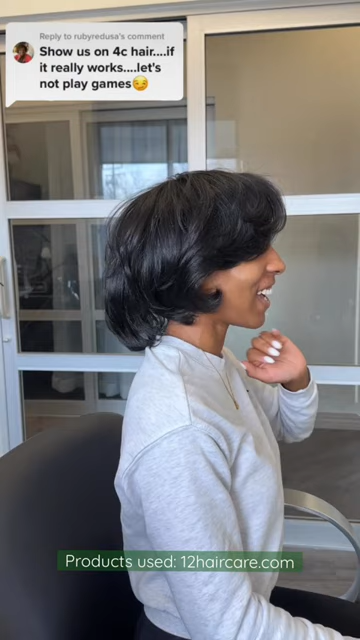 Reply to rubyredusa's comment
Show us on 4c hair....if
it really works....let's
not play games😏
Products used: 12haircare.com